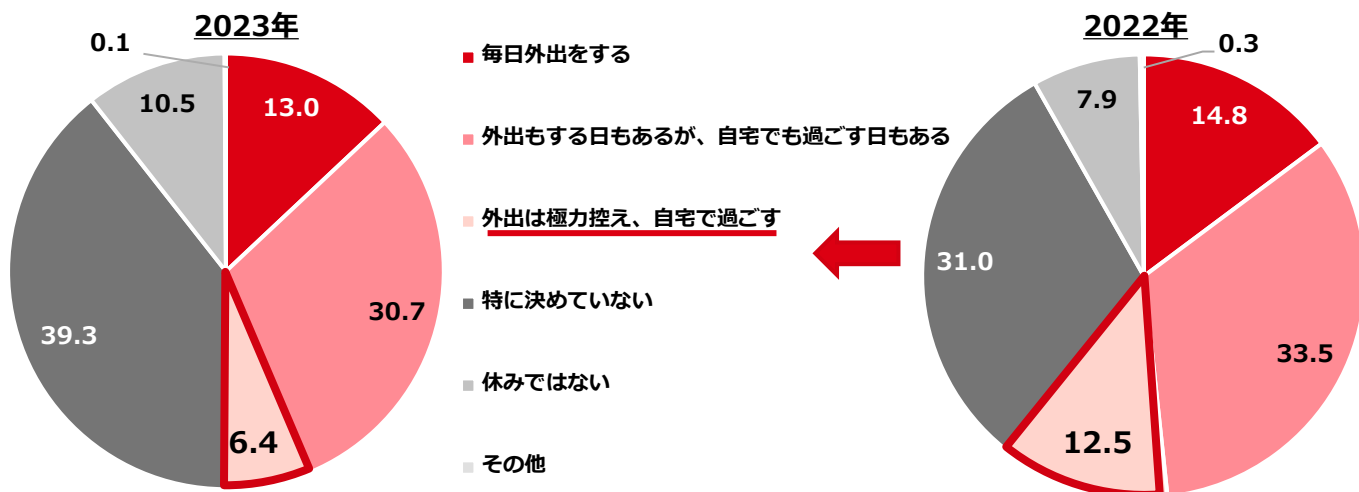 2023年
0.1
13.0
30.7
6.4
39.3
10.5
毎日外出をする
外出もする日もあるが、自宅でも過ごす日もある
外出は極力控え、自宅で過ごす
特に決めていない
休みではない
その他
2022年
0.3
14.8
33.5
12.5
31.0
7.9